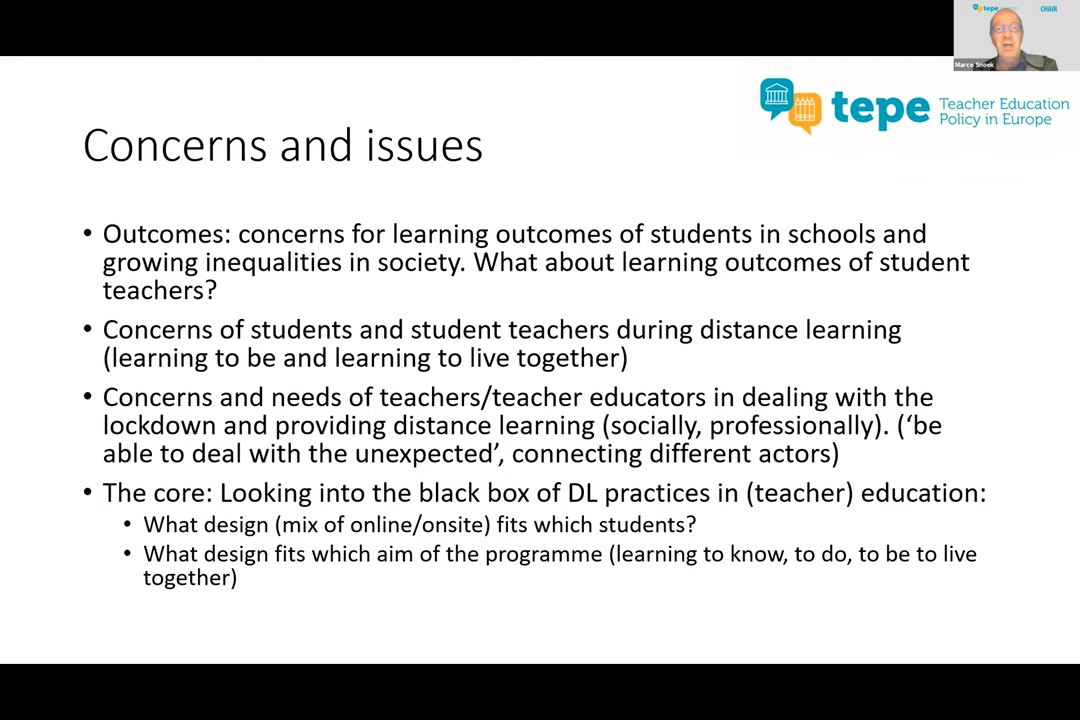 tepe
CHAIR
Marco Snoek
tepe
Teacher Education
Policy in Europe
Concerns and issues
• Outcomes: concerns for learning outcomes of students in schools and
growing inequalities in society. What about learning outcomes of student
teachers?
• Concerns of students and student teachers during distance learning
(learning to be and learning to live together)
• Concerns and needs of teachers/teacher educators in dealing with the
lockdown and providing distance learning (socially, professionally). (‘be
able to deal with the unexpected’, connecting different actors)
• The core: Looking into the black box of DL practices in (teacher) education:
• What design (mix of online/onsite) fits which students?
• What design fits which aim of the programme (learning to know, to do, to be to live
together)